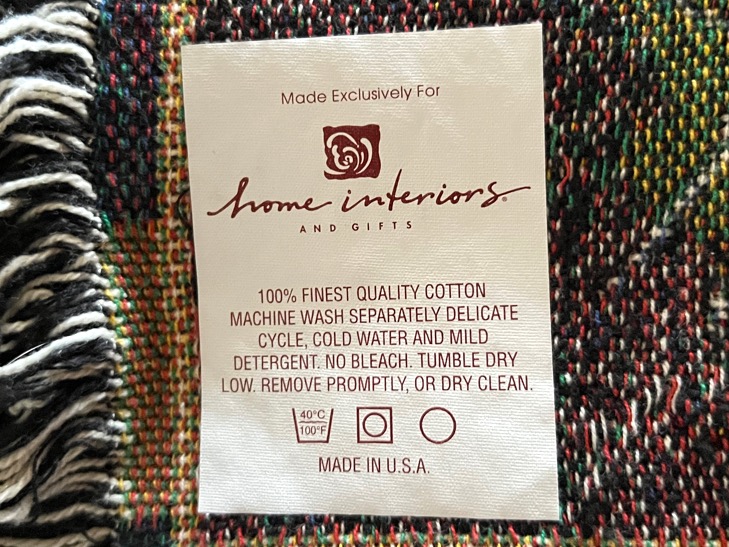 Made Exclusively For
home interiors®
AND GIFTS
100% FINEST QUALITY COTTON
MACHINE WASH SEPARATELY DELICATE
CYCLE, COLD WATER AND MILD
DETERGENT. NO BLEACH. TUMBLE DRY
LOW. REMOVE PROMPTLY, OR DRY CLEAN.
40°C
100°F
MADE IN U.S.A.